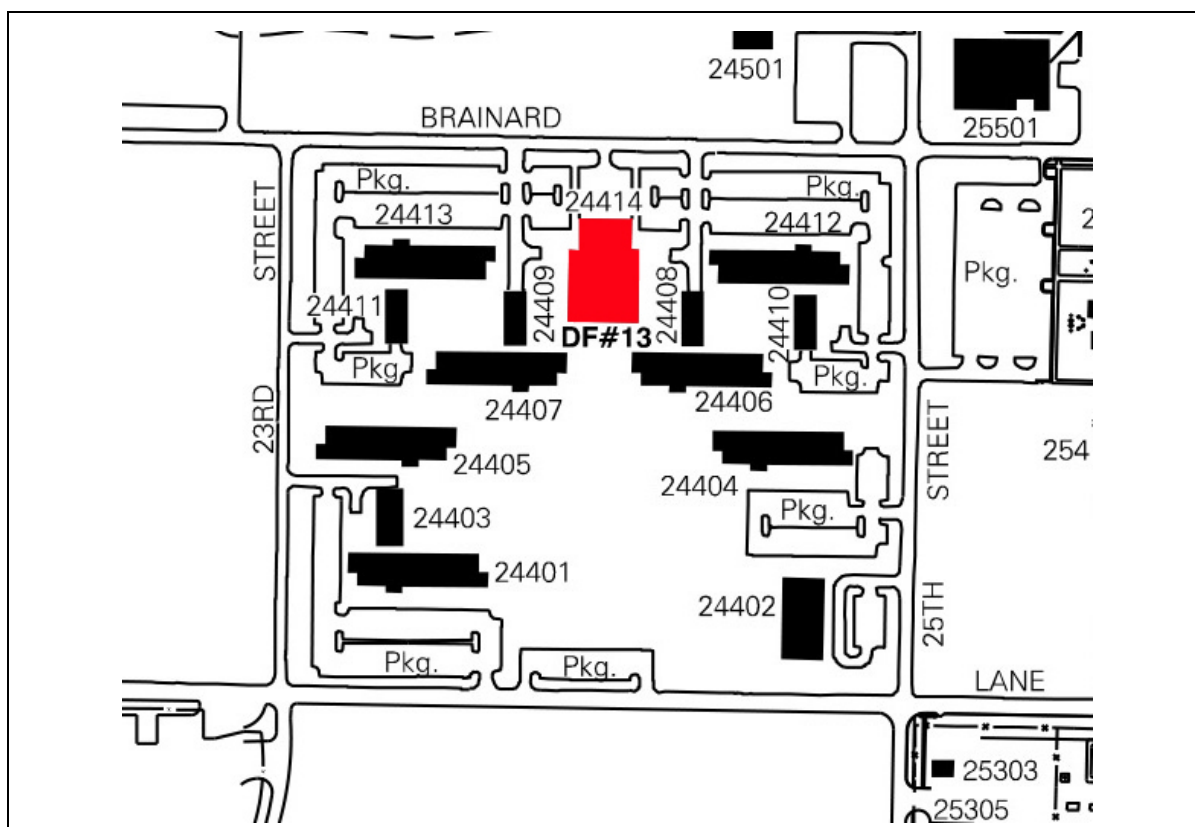 24501
25501
BRAINARD
Pkg.
24414
Pkg.
24413
24412
STREET
2
Pkg.
24411
24409
24408
24410
DF#13
Pkg.
Pkg.
24407
24406
23RD
STREET
24405
24404
254
Pkg.
24403
24401
24402
25TH
Pkg.
Pkg.
LANE
25303
25305